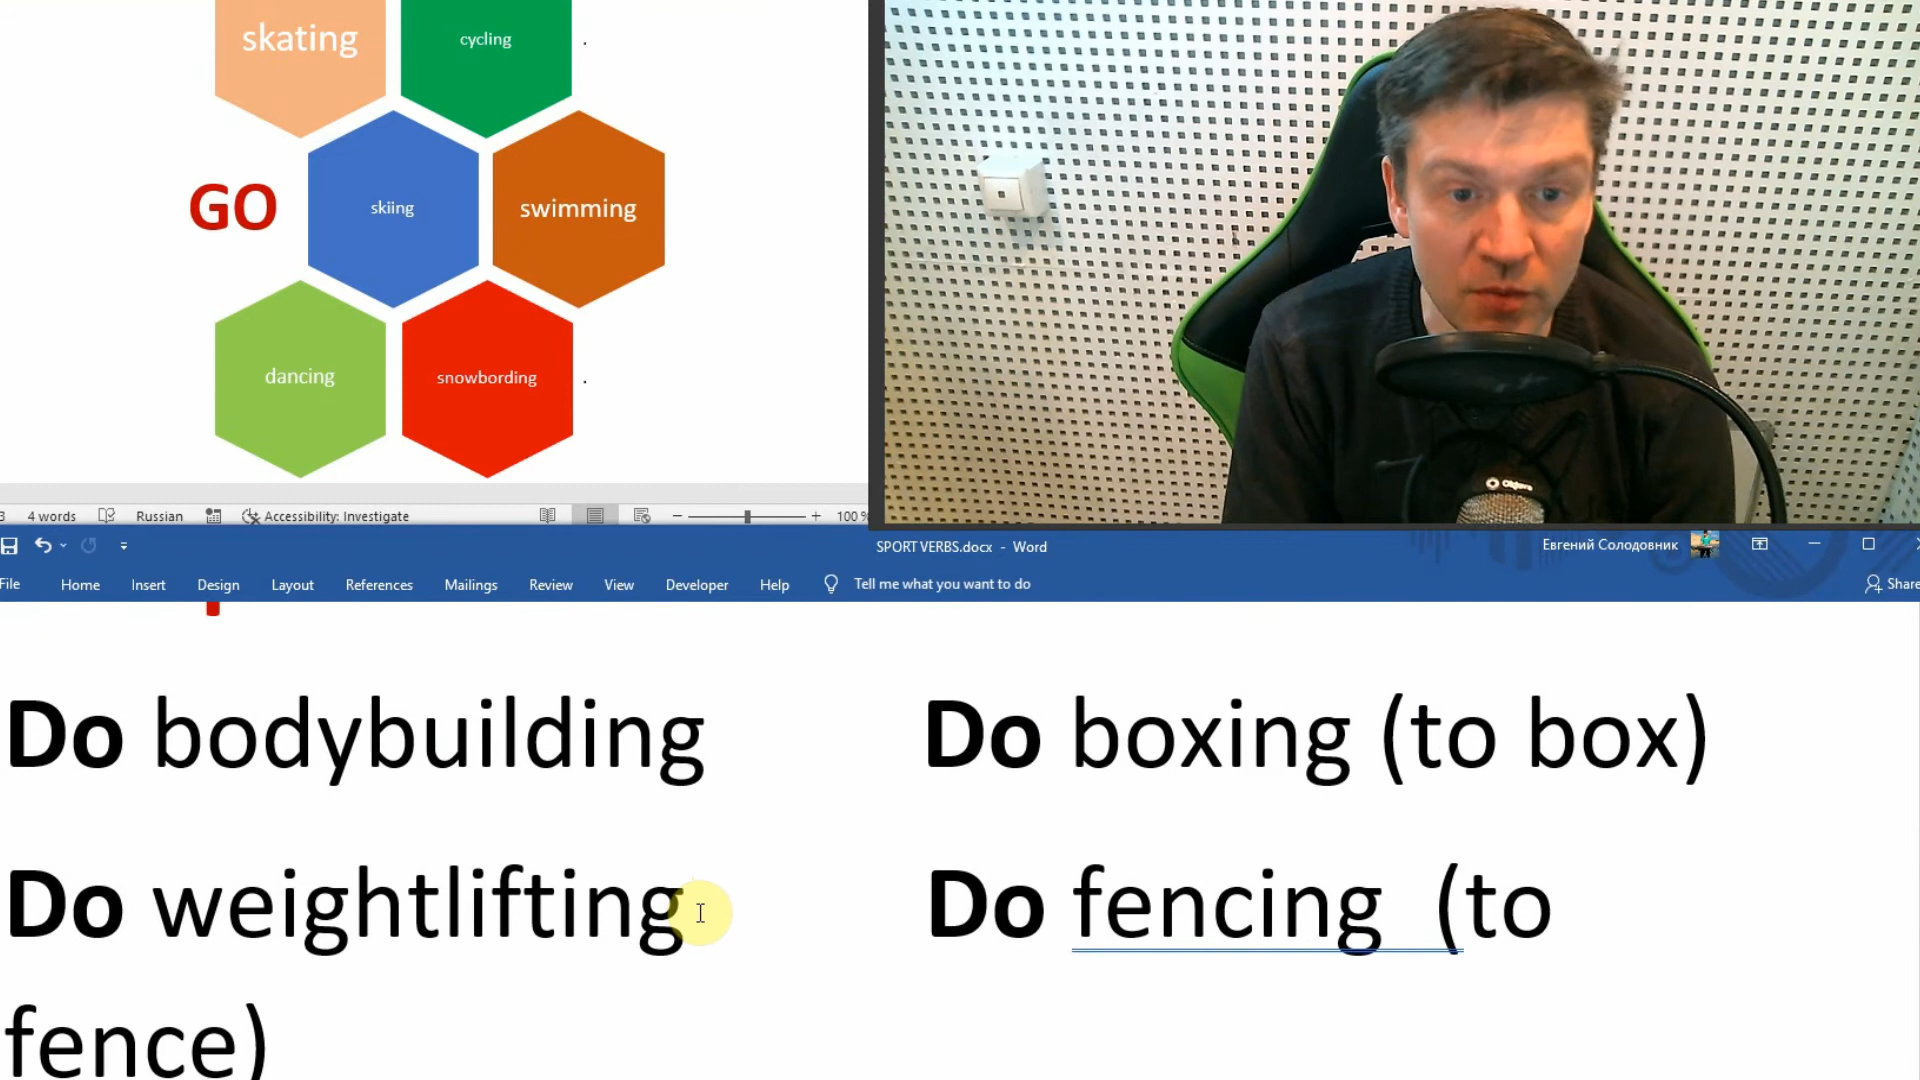 skating
cycling
.
GO
skiing
swimming
dancing
snowbording
.
3 4 words Russian Accessibility: Investigate 100 %
SPORT VERBS.docx - Word
Евгений Солодовник
File Home Insert Design Layout References Mailings Review View Developer Help Tell me what you want to do Share
Do bodybuilding Do boxing (to box)
Do weightlifting Do fencing (to
fence)